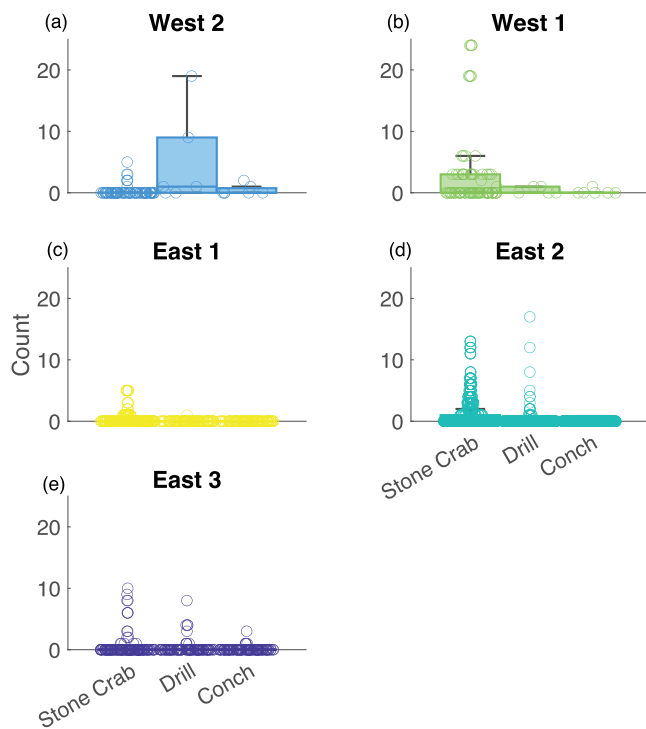 (a) West 2
(b) West 1
20
10
0
20
10
0
(c) East 1
(d) East 2
Count
20
10
0
20
10
0
Stone Crab
Drill
Conch
(e) East 3
20
10
0
Stone Crab
Drill
Conch